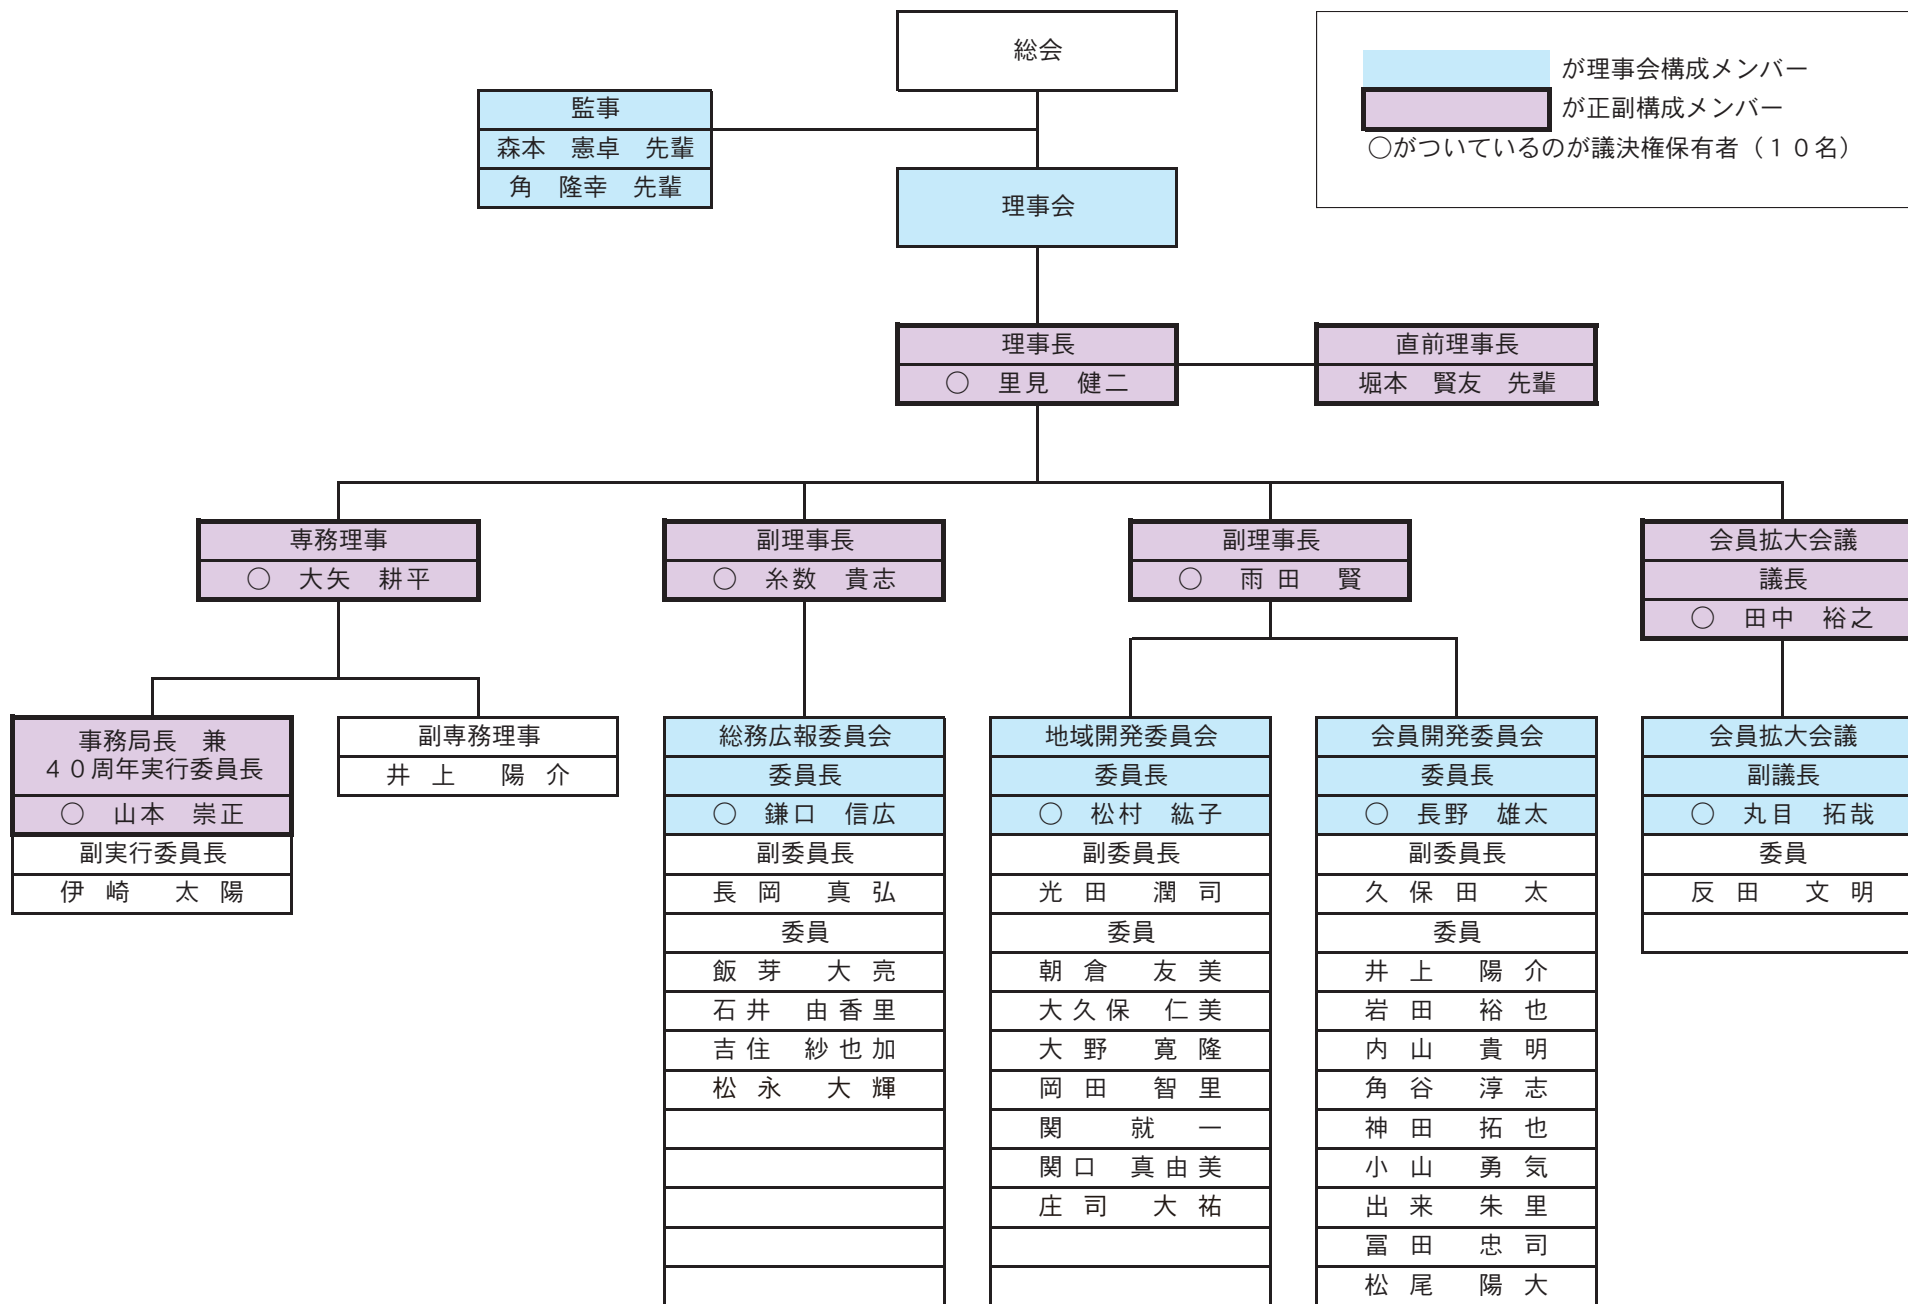 総会
が理事会構成メンバー
が正副構成メンバー
○がついているのが議決権保有者（１０名）
監事
森本　憲卓　先輩
角　隆幸　先輩
理事会
理事長
○　里見　健二
直前理事長
堀本　賢友　先輩
専務理事
○　大矢　耕平
副理事長
○　糸数　貴志
副理事長
○　雨田　賢
会員拡大会議
議長
○　田中　裕之
事務局長　兼
４０周年実行委員長
○　山本　崇正
副実行委員長
伊崎　太陽
副専務理事
井上　陽介
総務広報委員会
委員長
○　鎌口　信広
副委員長
長岡　真弘
委員
飯芽　大亮
石井　由香里
吉住　紗也加
松永　大輝
地域開発委員会
委員長
○　松村　紘子
副委員長
光田　潤司
委員
朝倉　友美
大久保　仁美
大野　寛隆
岡田　智里
関　就一
関口　真由美
庄司　大祐
会員開発委員会
委員長
○　長野　雄太
副委員長
久保田　太
委員
井上　陽介
岩田　裕也
内山　貴明
角谷　淳志
神田　拓也
小山　勇気
出来　朱里
冨田　忠司
松尾　陽大
会員拡大会議
副議長
○　丸目　拓哉
委員
反田　文明